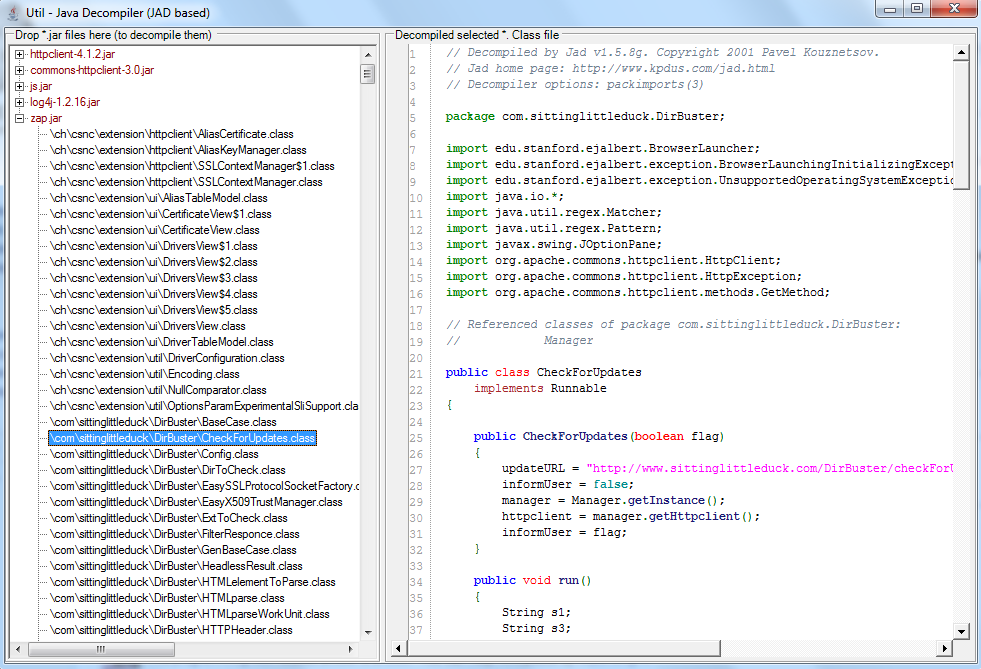 Util - Java Decompiler (JAD based)
Drop *.jar files here (to decompile them)
httpclient-4.1.2.jar
commons-httpclient-3.0.jar
js.jar
log4j-1.2.16.jar
zap.jar
\ch\csnc\extension\httpclient\AliasCertificate.class
\ch\csnc\extension\httpclient\AliasKeyManager.class
\ch\csnc\extension\httpclient\SSLContextManager$1.class
\ch\csnc\extension\httpclient\SSLContextManager.class
\ch\csnc\extension\ui\AliasTableModel.class
\ch\csnc\extension\ui\CertificateView$1.class
\ch\csnc\extension\ui\CertificateView.class
\ch\csnc\extension\ui\DriversView$1.class
\ch\csnc\extension\ui\DriversView$2.class
\ch\csnc\extension\ui\DriversView$3.class
\ch\csnc\extension\ui\DriversView$4.class
\ch\csnc\extension\ui\DriversView$5.class
\ch\csnc\extension\ui\DriversView.class
\ch\csnc\extension\ui\DriverTableModel.class
\ch\csnc\extension\util\DriverConfiguration.class
\ch\csnc\extension\util\Encoding.class
\ch\csnc\extension\util\NullComparator.class
\ch\csnc\extension\util\OptionsParamExperimentalSliSupport.cla
\com\sittinglittleduck\DirBuster\BaseCase.class
\com\sittinglittleduck\DirBuster\CheckForUpdates.class
\com\sittinglittleduck\DirBuster\Config.class
\com\sittinglittleduck\DirBuster\DirToCheck.class
\com\sittinglittleduck\DirBuster\EasySSLProtocolSocketFactory.c
\com\sittinglittleduck\DirBuster\EasyX509TrustManager.class
\com\sittinglittleduck\DirBuster\ExtToCheck.class
\com\sittinglittleduck\DirBuster\FilterResponce.class
\com\sittinglittleduck\DirBuster\GenBaseCase.class
\com\sittinglittleduck\DirBuster\HeadlessResult.class
\com\sittinglittleduck\DirBuster\HTMLelementToParse.class
\com\sittinglittleduck\DirBuster\HTMLparse.class
\com\sittinglittleduck\DirBuster\HTMLparseWorkUnit.class
\com\sittinglittleduck\DirBuster\HTTPHeader.class
Decompiled selected *. Class file
1 // Decompiled by Jad v1.5.8g. Copyright 2001 Pavel Kouznetsov.
2 // Jad home page: http://www.kpdus.com/jad.html
3 // Decompiler options: packimports(3)
4
5 package com.sittinglittleduck.DirBuster;
6
7 import edu.stanford.ejalbert.BrowserLauncher;
8 import edu.stanford.ejalbert.exception.BrowserLaunchingInitializingExcept
9 import edu.stanford.ejalbert.exception.UnsupportedOperatingSystemExceptio
10 import java.io.*;
11 import java.util.regex.Matcher;
12 import java.util.regex.Pattern;
13 import javax.swing.JOptionPane;
14 import org.apache.commons.httpclient.HttpClient;
15 import org.apache.commons.httpclient.HttpException;
16 import org.apache.commons.httpclient.methods.GetMethod;
17
18 // Referenced classes of package com.sittinglittleduck.DirBuster:
19 // Manager
20
21 public class CheckForUpdates
22 implements Runnable
23 {
24
25 public CheckForUpdates(boolean flag)
26 {
27 updateURL = "http://www.sittinglittleduck.com/DirBuster/checkForU
28 informUser = false;
29 manager = Manager.getInstance();
30 httpclient = manager.getHttpclient();
31 informUser = flag;
32 }
33
34 public void run()
35 {
36 String s1;
37 String s3;